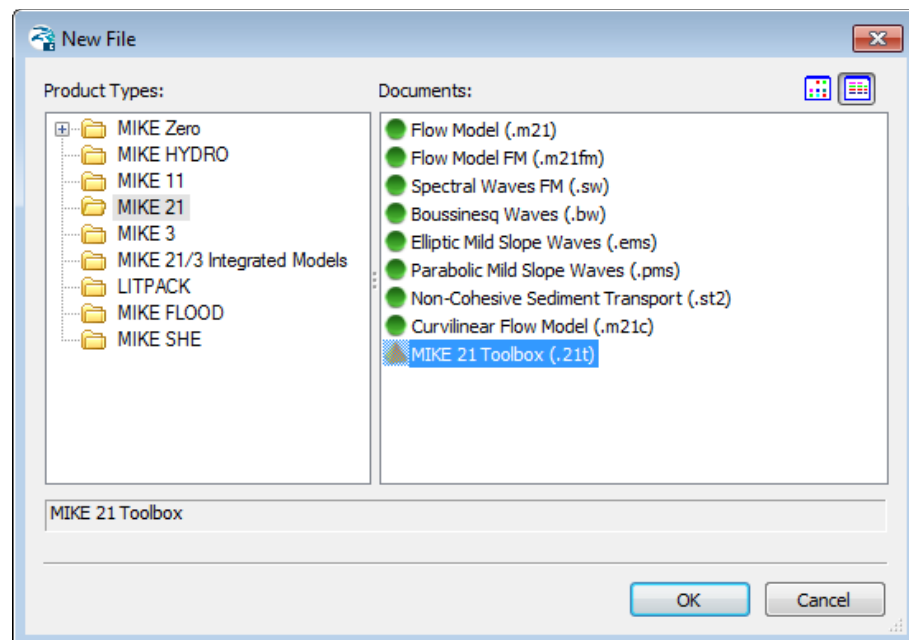 New File
Product Types:
MIKE Zero
MIKE HYDRO
MIKE 11
MIKE 21
MIKE 3
MIKE 21/3 Integrated Models
LITPACK
MIKE FLOOD
MIKE SHE
Documents:
Flow Model (.m21)
Flow Model FM (.m21fm)
Spectral Waves FM (.sw)
Boussinesq Waves (.bw)
Elliptic Mild Slope Waves (.ems)
Parabolic Mild Slope Waves (.pms)
Non-Cohesive Sediment Transport (.st2)
Curvilinear Flow Model (.m21c)
MIKE 21 Toolbox (.21t)
MIKE 21 Toolbox
OK
Cancel